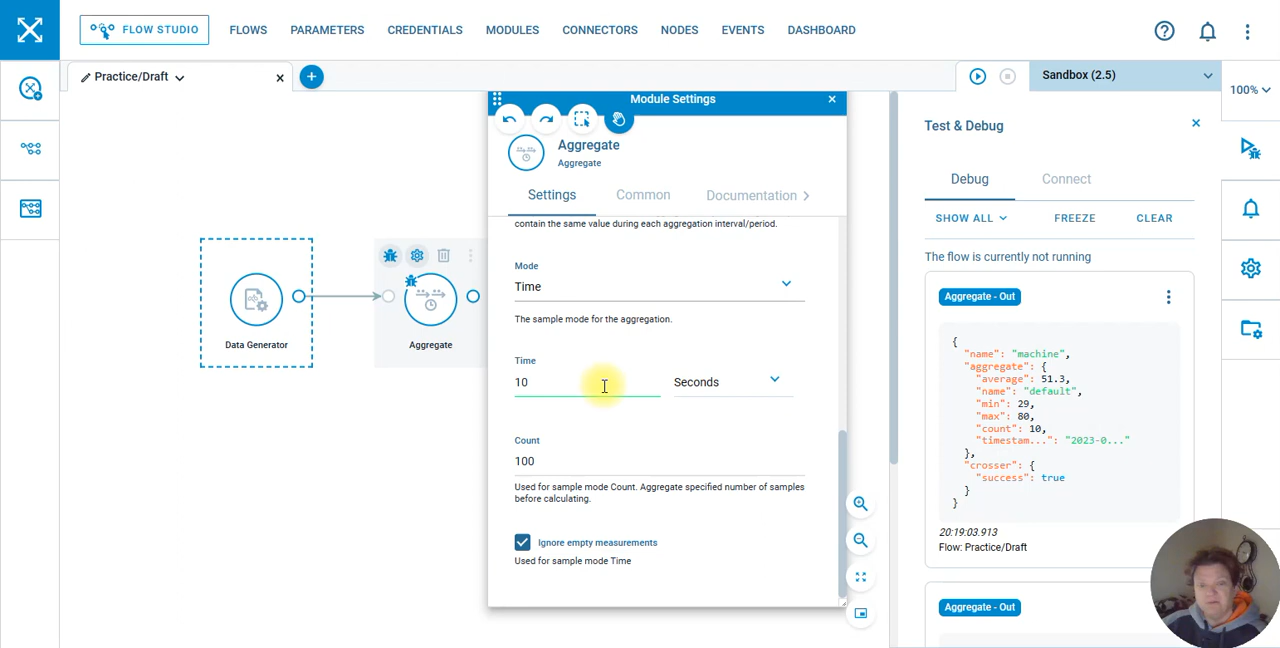 FLOW STUDIO
FLOWS
PARAMETERS
CREDENTIALS
MODULES
CONNECTORS
NODES
EVENTS
DASHBOARD
Practice/Draft
Sandbox (2.5)
100%
Module Settings
Aggregate
Aggregate
Settings
Common
Documentation
contain the same value during each aggregation interval/period.
Mode
Time
The sample mode for the aggregation.
Time
10
Seconds
Count
100
Used for sample mode Count. Aggregate specified number of samples
before calculating.
Ignore empty measurements
Used for sample mode Time
Data Generator
Aggregate
Test & Debug
Debug
Connect
SHOW ALL
FREEZE
CLEAR
The flow is currently not running
Aggregate - Out
{
"name": "machine",
"aggregate": {
"average": 51.3,
"name": "default",
"min": 29,
"max": 80,
"count": 10,
"timestam...": "2023-0..."
},
"crosser": {
"success": true
}
}
20:19:03.913
Flow: Practice/Draft
Aggregate - Out